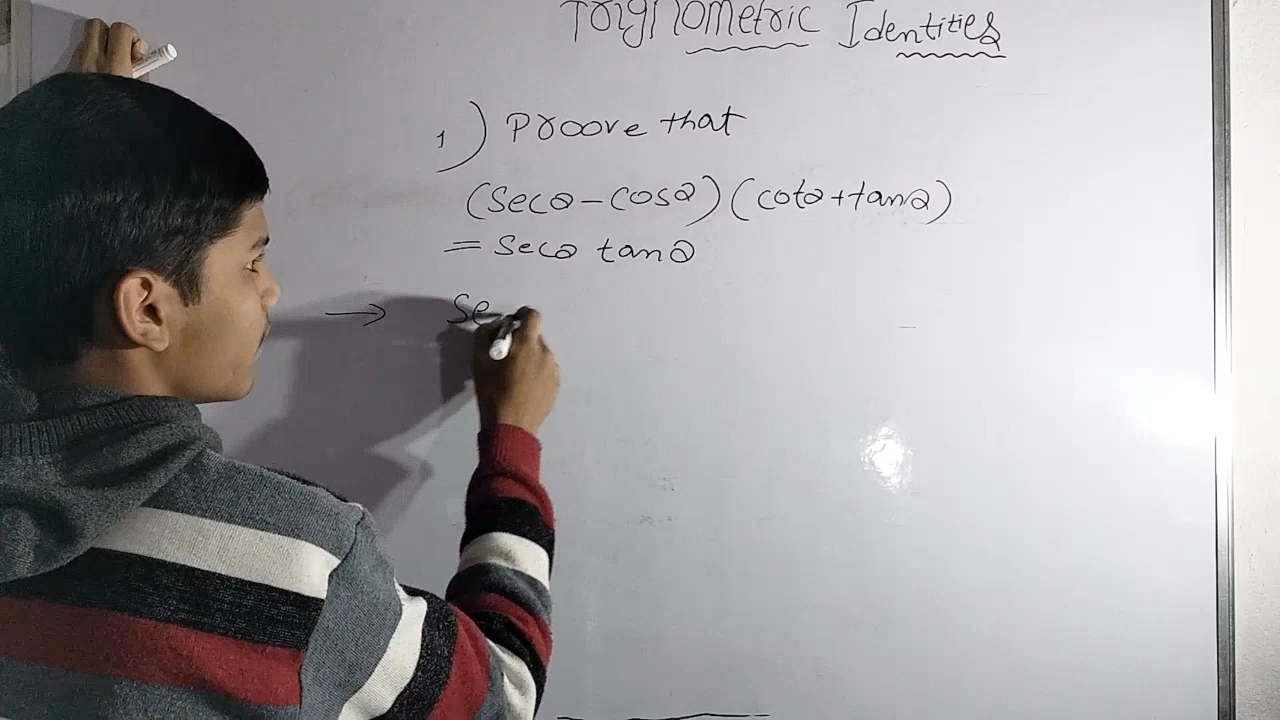 Trignometric Identities
1) Proove that
(secθ-cosθ)(cotθ+tanθ)
= secθ tanθ
→ se